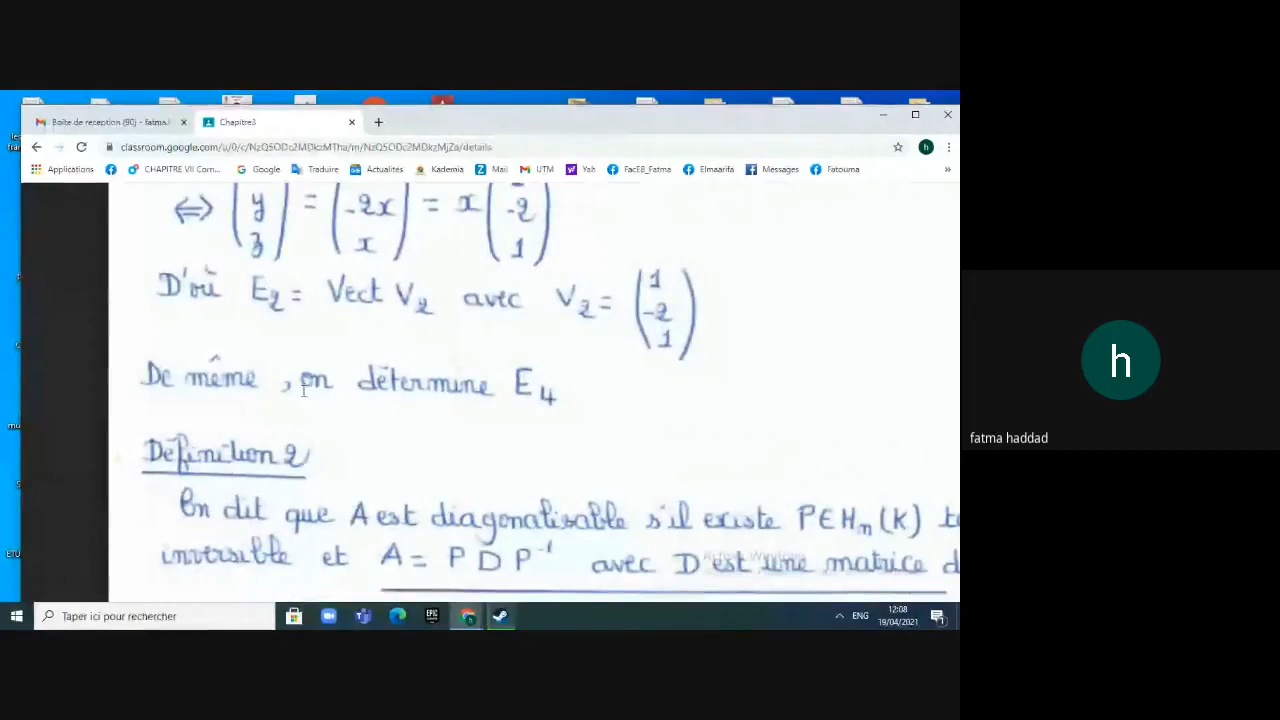 Boîte de réception (90) - fatma.l
Chapitre3
classroom.google.com/u/0/c/NzQ5ODc2MDkzMTha/m/NzQ5ODc2MDkzMjZa/details
Applications CHAPITRE VII Corr... Google Traduire Actualités Kademia Mail UTM Yah FacEB_Fatma Elmaarifa Messages Fatouma »
⟺ ( y z ) = ( -2x x ) = x ( -2 1 )
D'où E₂ = Vect V₂ avec V₂ = ( 1 -2 1 )
De même, on détermine E₄
Définition 2
On dit que A est diagonalisable s'il existe P ∈ Mn(K)
inversible et A = P D P⁻¹ avec D est une matrice d
h
fatma haddad
Taper ici pour rechercher
ENG
12:08
19/04/2021